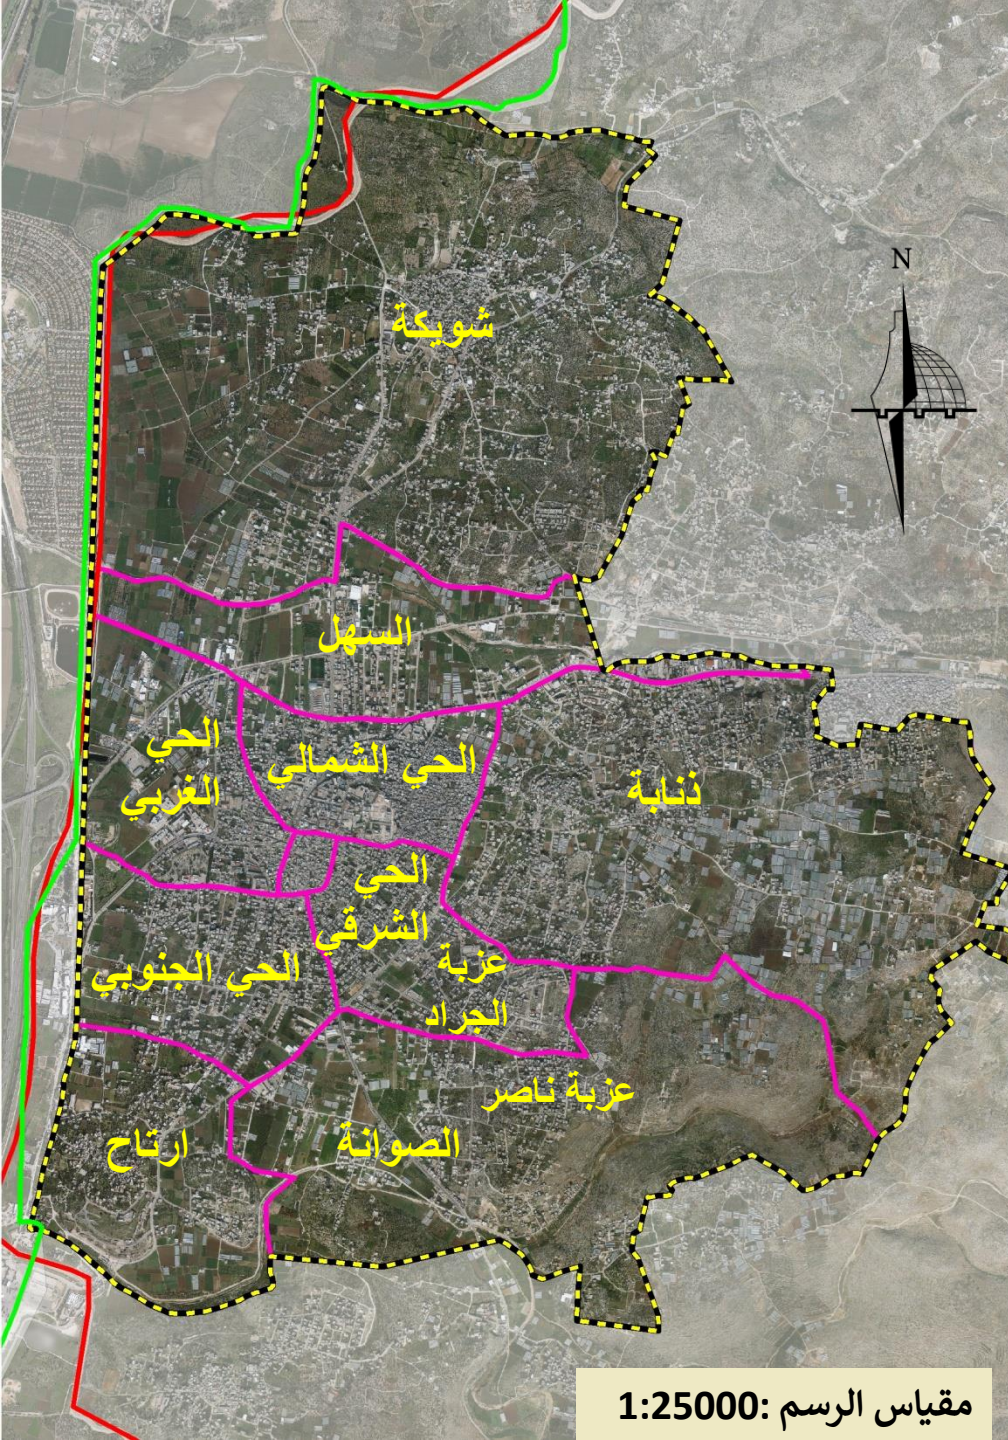 N
شويكة
السهل
الحي
الغربي
الحي الشمالي
ذنابة
الحي
الشرقي
عزبة
الجراد
الحي الجنوبي
عزبة ناصر
الصوانة
ارتاح
مقياس الرسم :1:25000